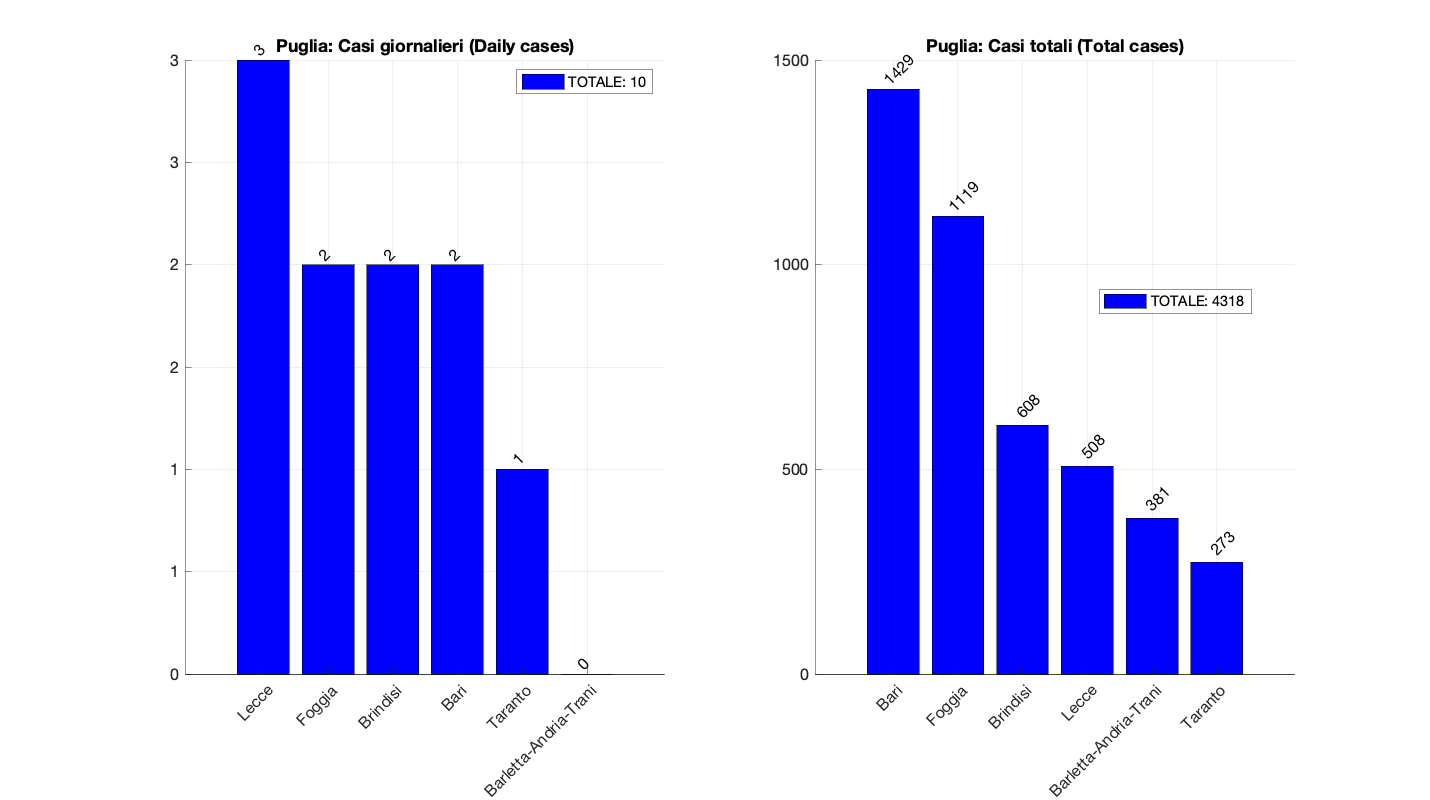 Puglia: Casi giornalieri (Daily cases)
TOTALE: 10
3
3
2
2
1
1
0
3
2
2
2
1
0
Lecce
Foggia
Brindisi
Bari
Taranto
Barletta-Andria-Trani
Puglia: Casi totali (Total cases)
TOTALE: 4318
1500
1000
500
0
1429
1119
608
508
381
273
Bari
Foggia
Brindisi
Lecce
Barletta-Andria-Trani
Taranto